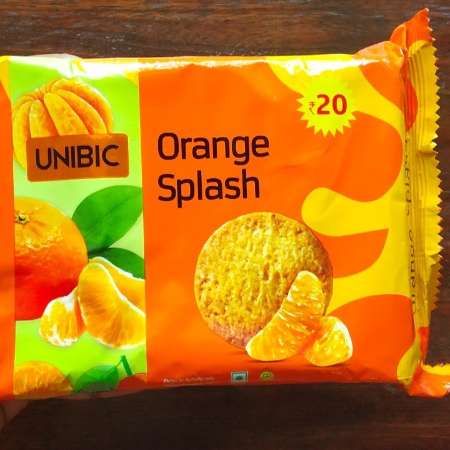 UNIBIC
Orange
Splash
₹20